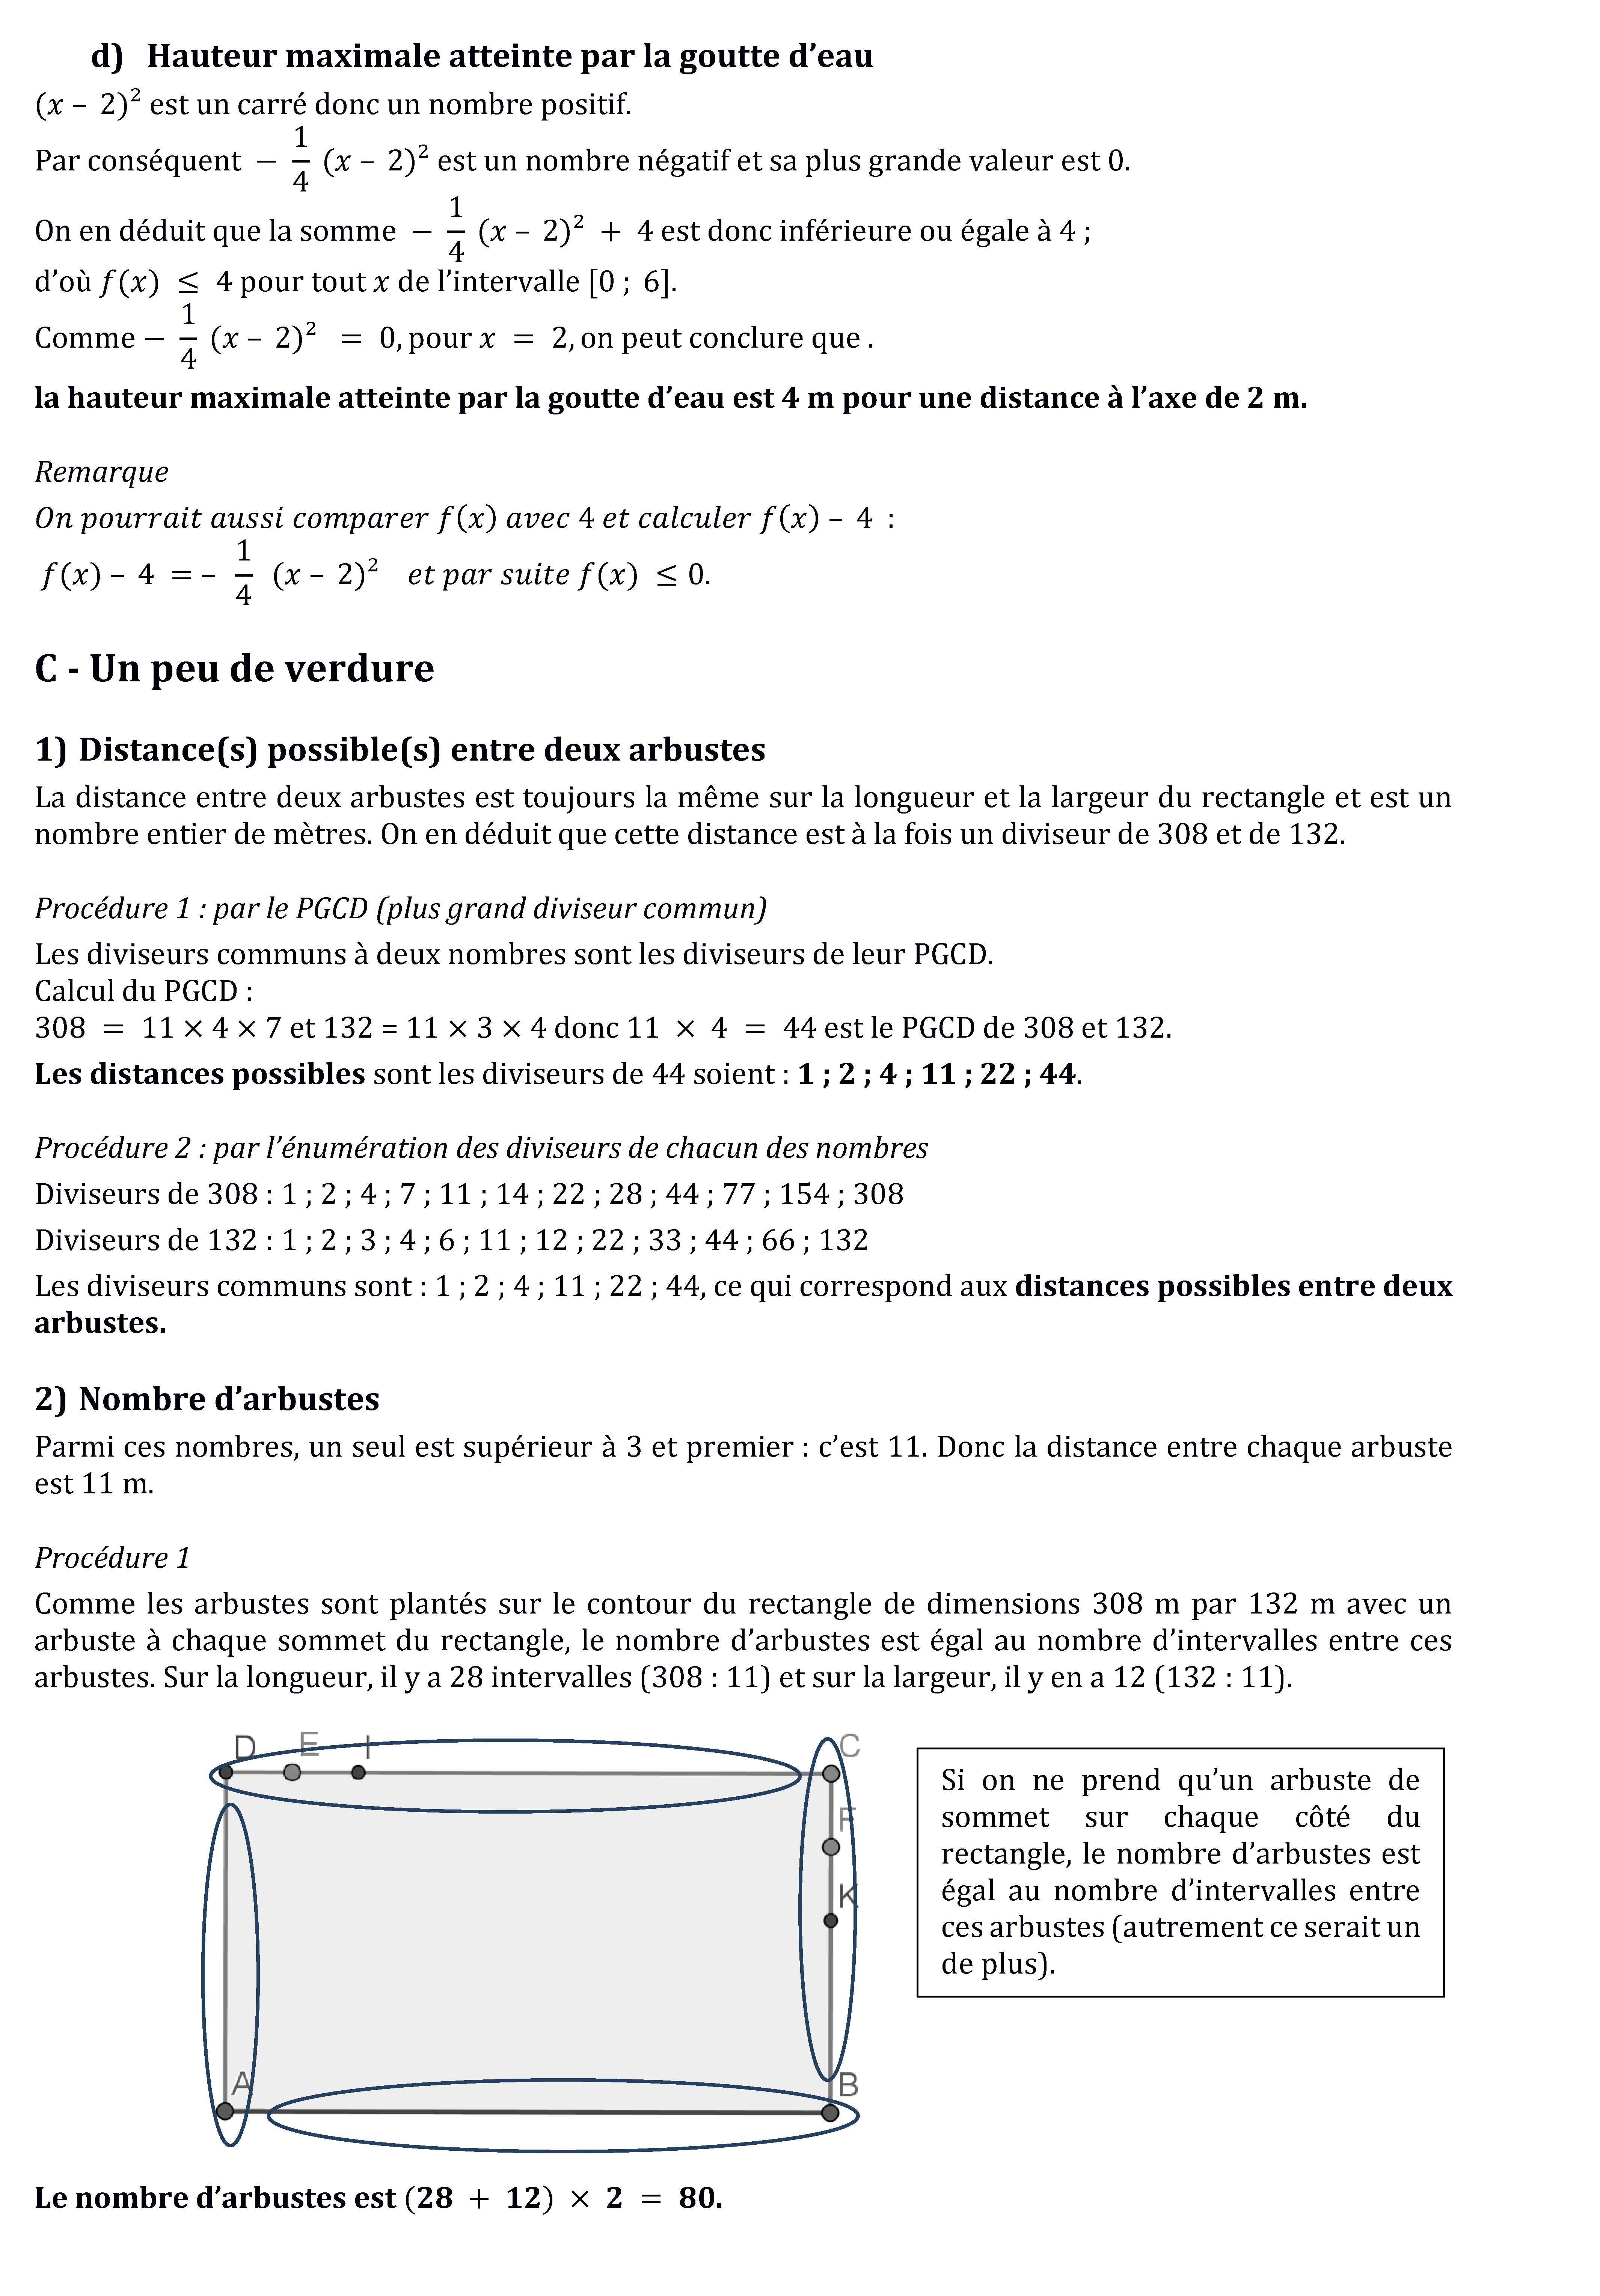 d) Hauteur maximale atteinte par la goutte d’eau
(x – 2)² est un carré donc un nombre positif.
Par conséquent − 1/4 (x – 2)² est un nombre négatif et sa plus grande valeur est 0.
On en déduit que la somme − 1/4 (x – 2)² + 4 est donc inférieure ou égale à 4 ;
d’où f(x) ≤ 4 pour tout x de l’intervalle [0 ; 6].
Comme − 1/4 (x – 2)² = 0, pour x = 2, on peut conclure que .
la hauteur maximale atteinte par la goutte d’eau est 4 m pour une distance à l’axe de 2 m.
Remarque
On pourrait aussi comparer f(x) avec 4 et calculer f(x) – 4 :
f(x) – 4 = – 1/4 (x – 2)² et par suite f(x) ≤ 0.
C - Un peu de verdure
1) Distance(s) possible(s) entre deux arbustes
La distance entre deux arbustes est toujours la même sur la longueur et la largeur du rectangle et est un
nombre entier de mètres. On en déduit que cette distance est à la fois un diviseur de 308 et de 132.
Procédure 1 : par le PGCD (plus grand diviseur commun)
Les diviseurs communs à deux nombres sont les diviseurs de leur PGCD.
Calcul du PGCD :
308 = 11 × 4 × 7 et 132 = 11 × 3 × 4 donc 11 × 4 = 44 est le PGCD de 308 et 132.
Les distances possibles sont les diviseurs de 44 soient : 1 ; 2 ; 4 ; 11 ; 22 ; 44.
Procédure 2 : par l’énumération des diviseurs de chacun des nombres
Diviseurs de 308 : 1 ; 2 ; 4 ; 7 ; 11 ; 14 ; 22 ; 28 ; 44 ; 77 ; 154 ; 308
Diviseurs de 132 : 1 ; 2 ; 3 ; 4 ; 6 ; 11 ; 12 ; 22 ; 33 ; 44 ; 66 ; 132
Les diviseurs communs sont : 1 ; 2 ; 4 ; 11 ; 22 ; 44, ce qui correspond aux distances possibles entre deux
arbustes.
2) Nombre d’arbustes
Parmi ces nombres, un seul est supérieur à 3 et premier : c’est 11. Donc la distance entre chaque arbuste
est 11 m.
Procédure 1
Comme les arbustes sont plantés sur le contour du rectangle de dimensions 308 m par 132 m avec un
arbuste à chaque sommet du rectangle, le nombre d’arbustes est égal au nombre d’intervalles entre ces
arbustes. Sur la longueur, il y a 28 intervalles (308 : 11) et sur la largeur, il y en a 12 (132 : 11).
D E I C
F
K
A B
Si on ne prend qu’un arbuste de
sommet sur chaque côté du
rectangle, le nombre d’arbustes est
égal au nombre d’intervalles entre
ces arbustes (autrement ce serait un
de plus).
Le nombre d’arbustes est (28 + 12) × 2 = 80.